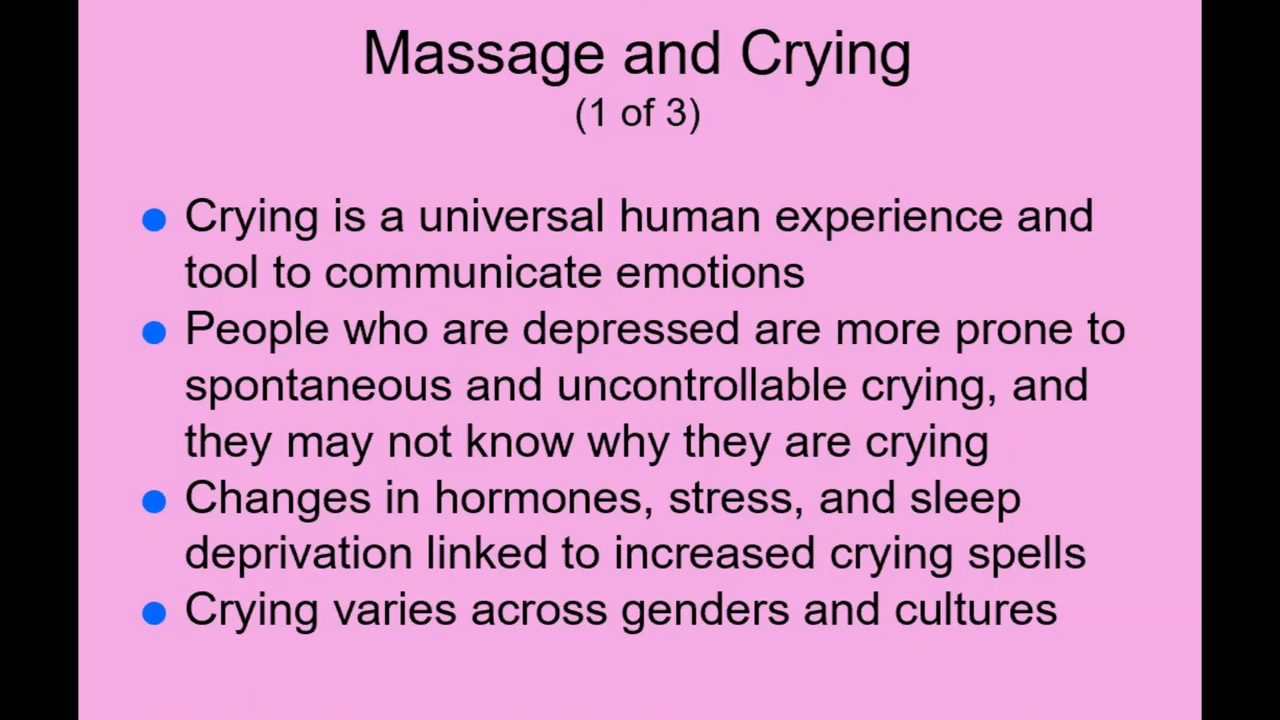 Massage and Crying
(1 of 3)
Crying is a universal human experience and
tool to communicate emotions
People who are depressed are more prone to
spontaneous and uncontrollable crying, and
they may not know why they are crying
Changes in hormones, stress, and sleep
deprivation linked to increased crying spells
Crying varies across genders and cultures